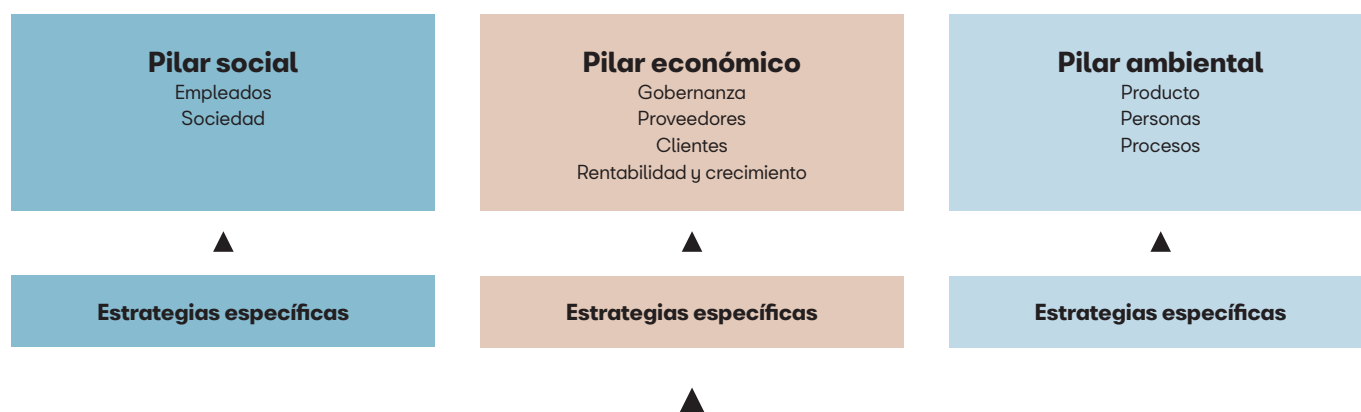 Pilar social
Empleados
Sociedad
Pilar económico
Gobernanza
Proveedores
Clientes
Rentabilidad y crecimiento
Pilar ambiental
Producto
Personas
Procesos
Estrategias específicas
Estrategias específicas
Estrategias específicas